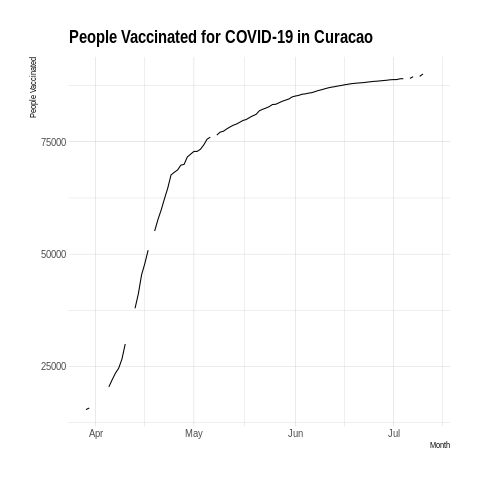 People Vaccinated for COVID-19 in Curacao
People Vaccinated
75000
50000
25000
Apr
May
Jun
Jul
Month